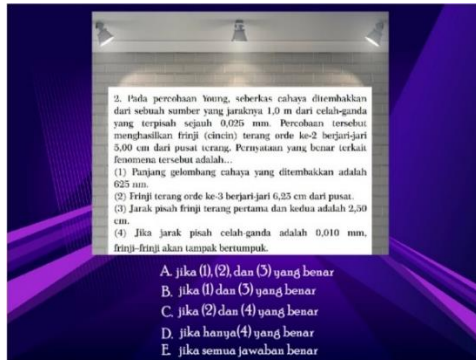 2. Pada percobaan Young, seberkas cahaya ditembakkan
dari sebuah sumber yang jaraknya 1,0 m dari celah-ganda
yang terpisah sejauh 0,025 mm. Percobaan tersebut
menghasilkan frinji (cincin) terang orde ke-2 berjari-jari
5,00 cm dari pusat terang. Pernyataan yang benar terkait
fenomena tersebut adalah...
(1) Panjang gelombang cahaya yang ditembakkan adalah
625 nm.
(2) Frinji terang orde ke-3 berjari-jari 6,25 cm dari pusat.
(3) Jarak pisah frinji terang pertama dan kedua adalah 2,50
cm.
(4) Jika jarak pisah celah-ganda adalah 0,010 mm,
frinji-frinji akan tampak bertumpuk.
A. jika (1), (2), dan (3) yang benar
B. jika (1) dan (3) yang benar
C. jika (2) dan (4) yang benar
D. jika hanya(4) yang benar
E. jika semua jawaban benar